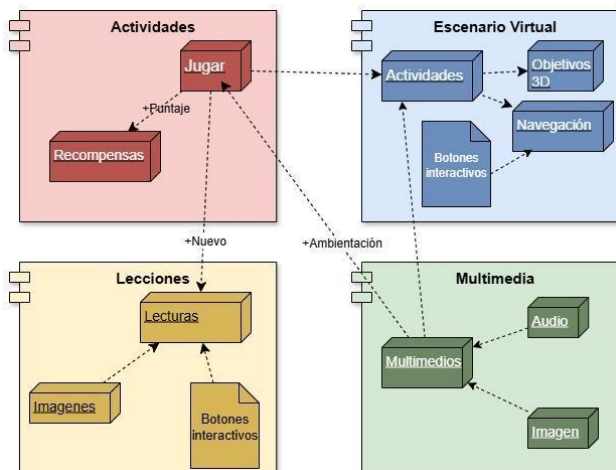 Actividades
Jugar
+Puntaje
Recompensas
Escenario Virtual
Actividades
Objetivos
3D
Navegación
Botones
interactivos
+Nuevo
+Ambientación
Lecciones
Lecturas
Imagenes
Botones
interactivos
Multimedia
Audio
Multimedios
Imagen